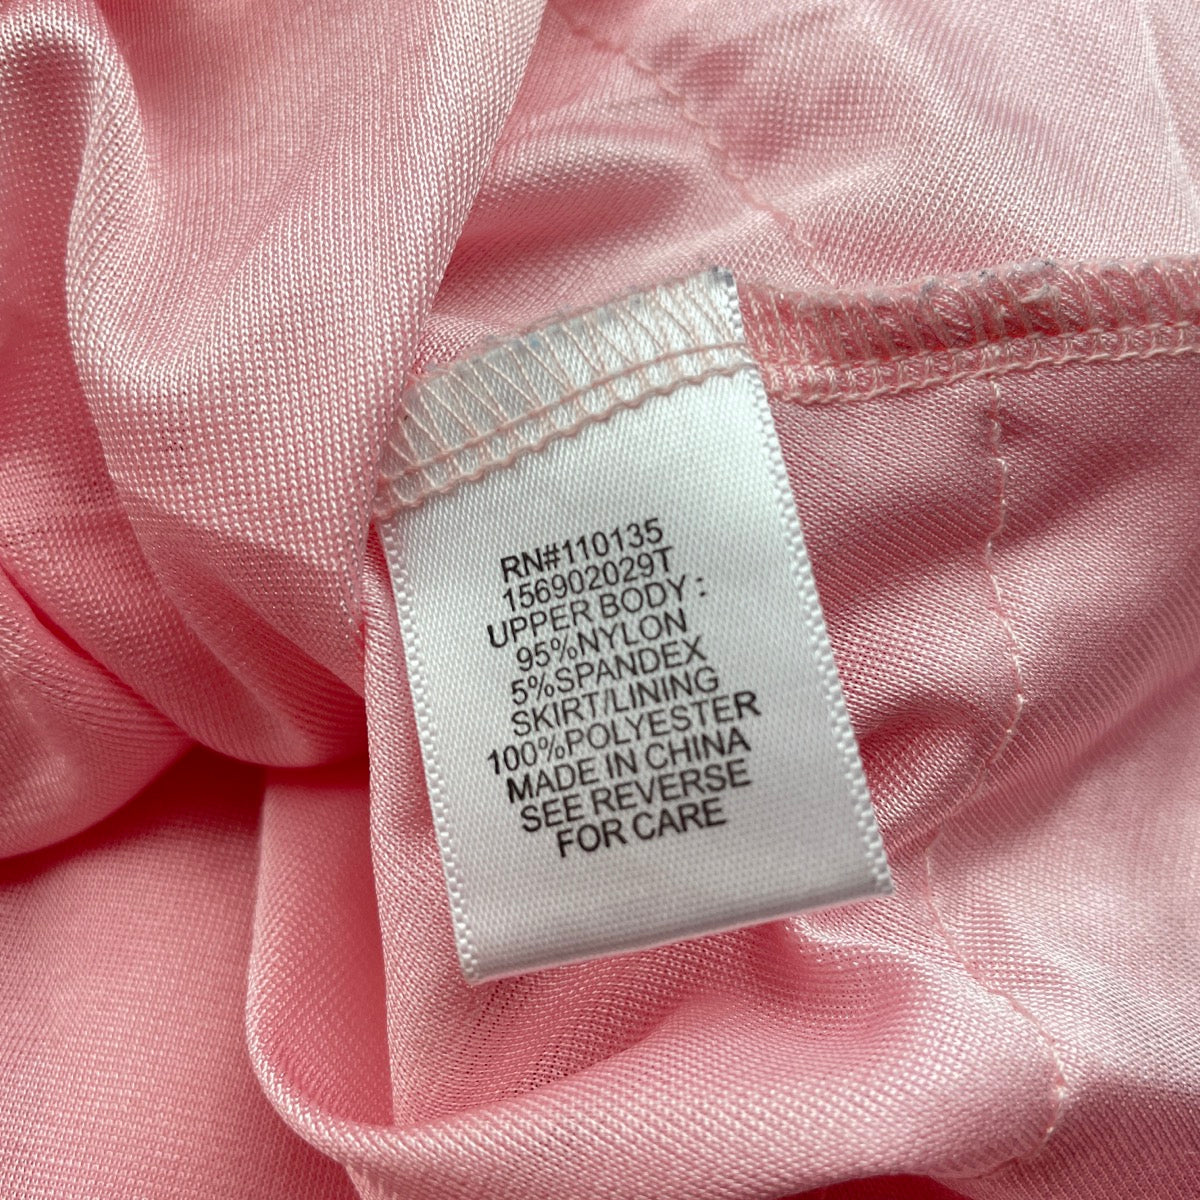 RN#110135
156902029T
UPPER BODY :
95%NYLON
5%SPANDEX
SKIRT/LINING
100%POLYESTER
MADE IN CHINA
SEE REVERSE
FOR CARE